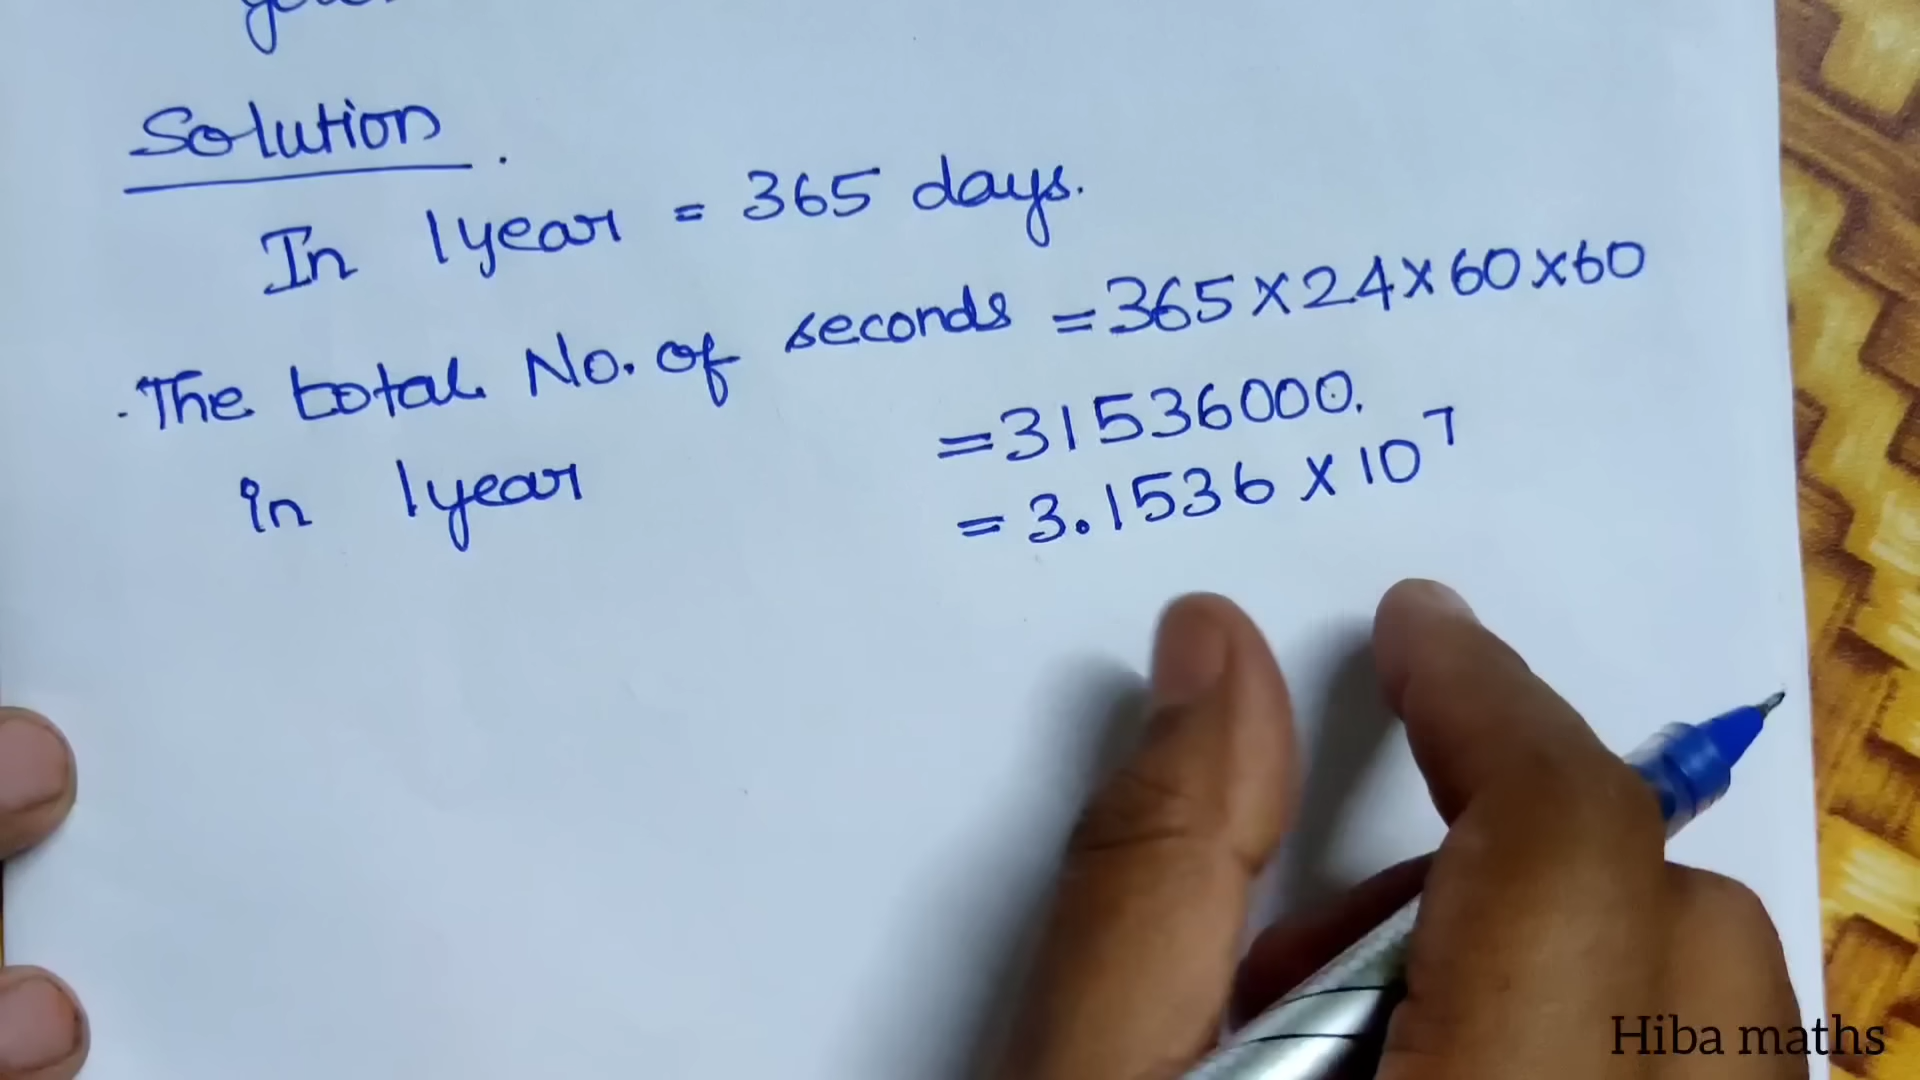 Solution.
In 1year = 365 days.
The total No. of seconds = 365×24×60×60
in 1year = 31536000.
= 3.1536 × 10⁷
Hiba maths